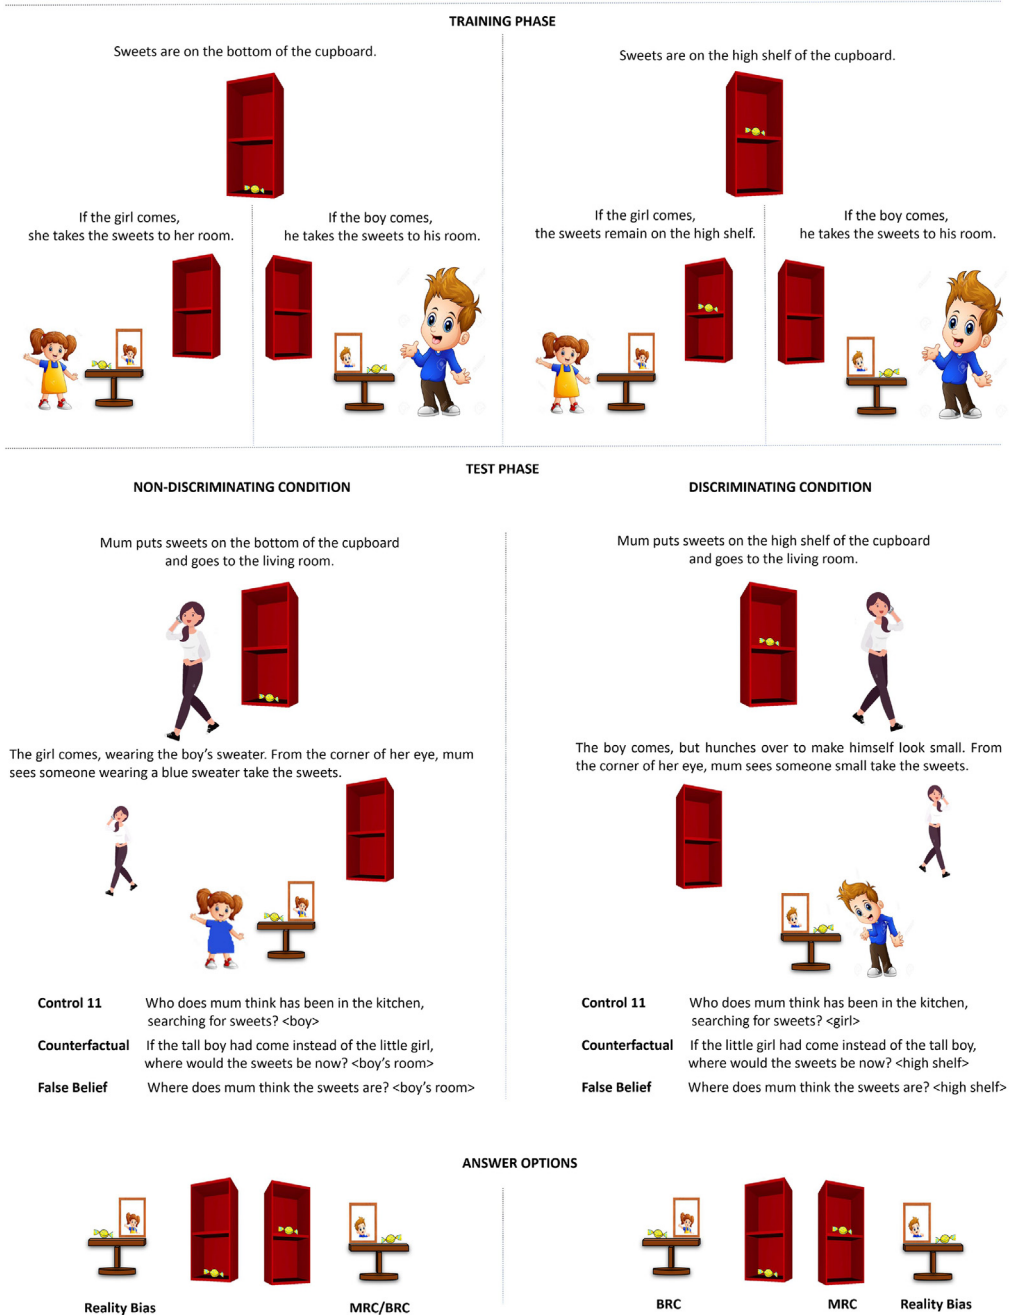 TRAINING PHASE
Sweets are on the bottom of the cupboard.
If the girl comes,
she takes the sweets to her room.
If the boy comes,
he takes the sweets to his room.
Sweets are on the high shelf of the cupboard.
If the girl comes,
the sweets remain on the high shelf.
If the boy comes,
he takes the sweets to his room.
TEST PHASE
NON-DISCRIMINATING CONDITION
Mum puts sweets on the bottom of the cupboard
and goes to the living room.
The girl comes, wearing the boy's sweater. From the corner of her eye, mum
sees someone wearing a blue sweater take the sweets.
Control 11 Who does mum think has been in the kitchen,
searching for sweets? <boy>
Counterfactual If the tall boy had come instead of the little girl,
where would the sweets be now? <boy's room>
False Belief Where does mum think the sweets are? <boy's room>
DISCRIMINATING CONDITION
Mum puts sweets on the high shelf of the cupboard
and goes to the living room.
The boy comes, but hunches over to make himself look small. From
the corner of her eye, mum sees someone small take the sweets.
Control 11 Who does mum think has been in the kitchen,
searching for sweets? <girl>
Counterfactual If the little girl had come instead of the tall boy,
where would the sweets be now? <high shelf>
False Belief Where does mum think the sweets are? <high shelf>
ANSWER OPTIONS
Reality Bias
MRC/BRC
BRC
MRC
Reality Bias